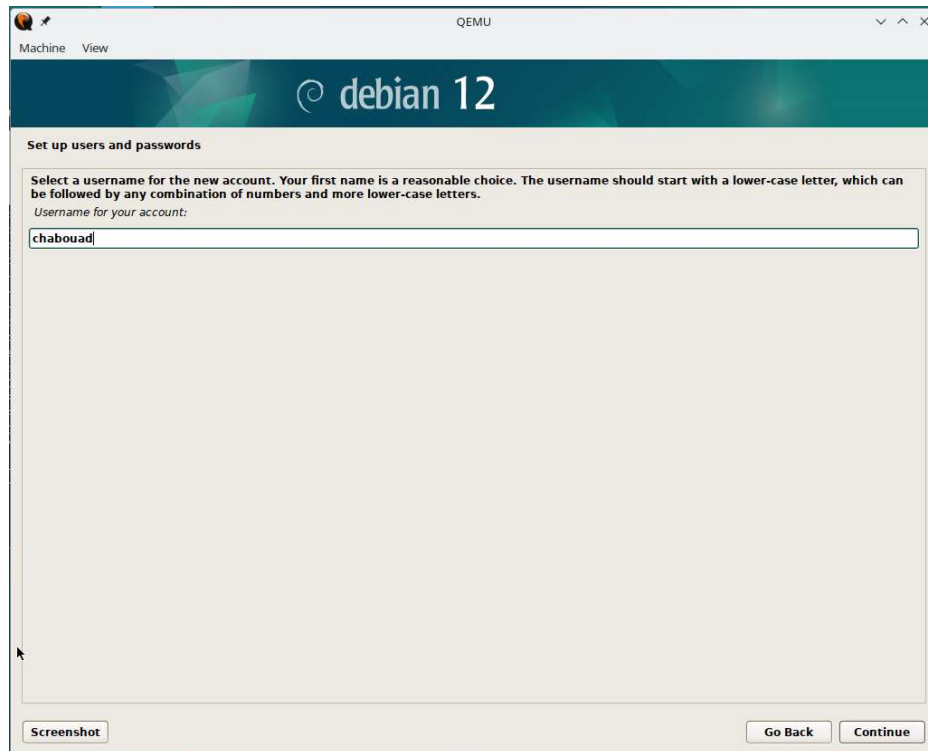 QEMU
Machine View
debian 12
Set up users and passwords
Select a username for the new account. Your first name is a reasonable choice. The username should start with a lower-case letter, which can
be followed by any combination of numbers and more lower-case letters.
Username for your account:
chabouad
Screenshot
Go Back Continue